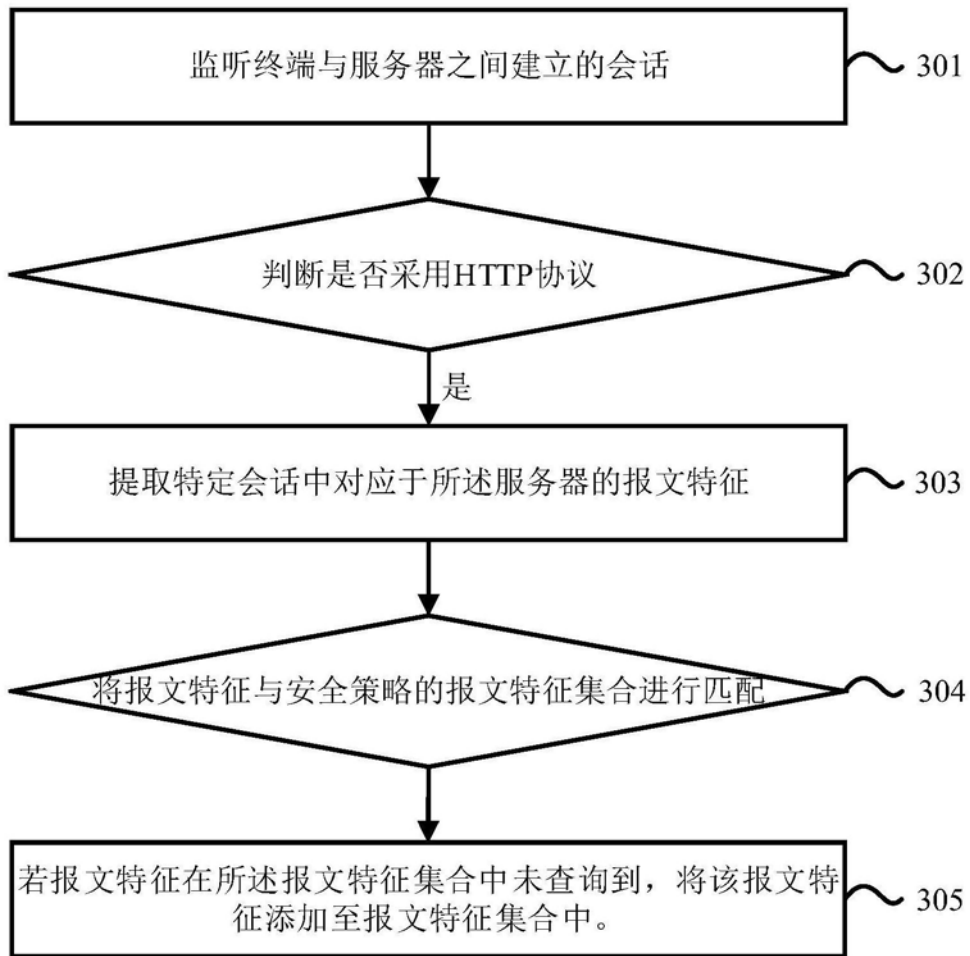 监听终端与服务器之间建立的会话
301
判断是否采用HTTP协议
302
是
提取特定会话中对应于所述服务器的报文特征
303
将报文特征与安全策略的报文特征集合进行匹配
304
若报文特征在所述报文特征集合中未查询到，将该报文特
征添加至报文特征集合中。
305